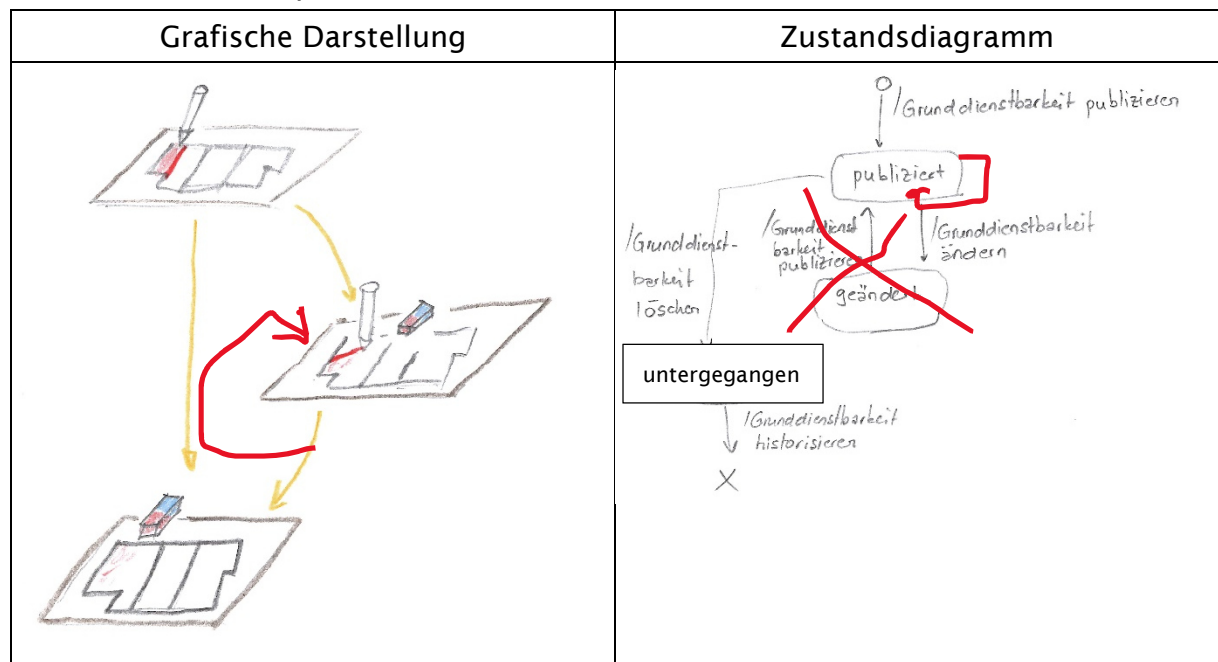 Grafische Darstellung
Zustandsdiagramm
/Grunddienstbarkeit publizieren
publiziert
/Grunddienst-
barkeit
löschen
/Grunddienst
barkeit
publizieren
/Grunddienstbarkeit
ändern
geändert
untergegangen
/Grunddienstbarkeit
historisieren
X